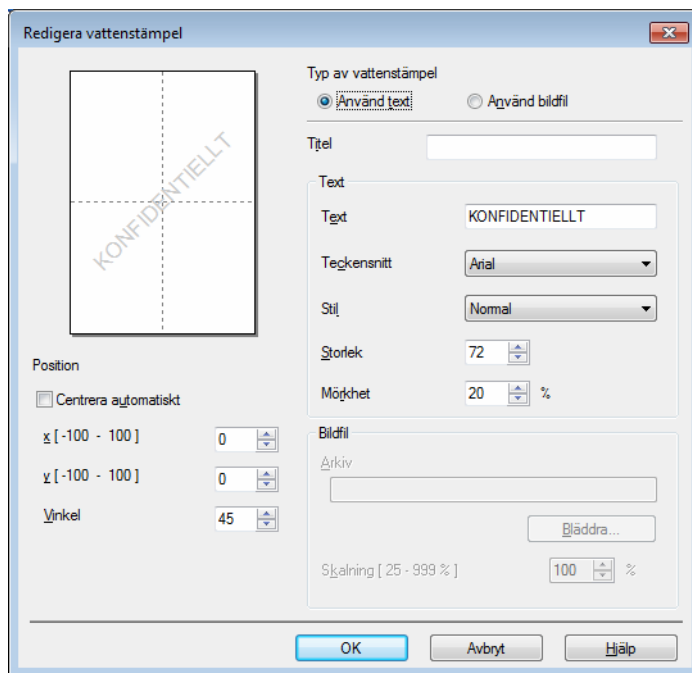 Redigera vattenstämpel
KONFIDENTIELLT
Typ av vattenstämpel
Använd text
Använd bildfil
Titel
Text
Text
KONFIDENTIELLT
Teckensnitt
Arial
Stil
Normal
Storlek
72
Mörkhet
20 %
Position
Centrera automatiskt
x [ -100 - 100 ]
0
y [ -100 - 100 ]
0
Vinkel
45
Bildfil
Arkiv
Bläddra...
Skalning [ 25 - 999 % ]
100 %
OK
Avbryt
Hjälp